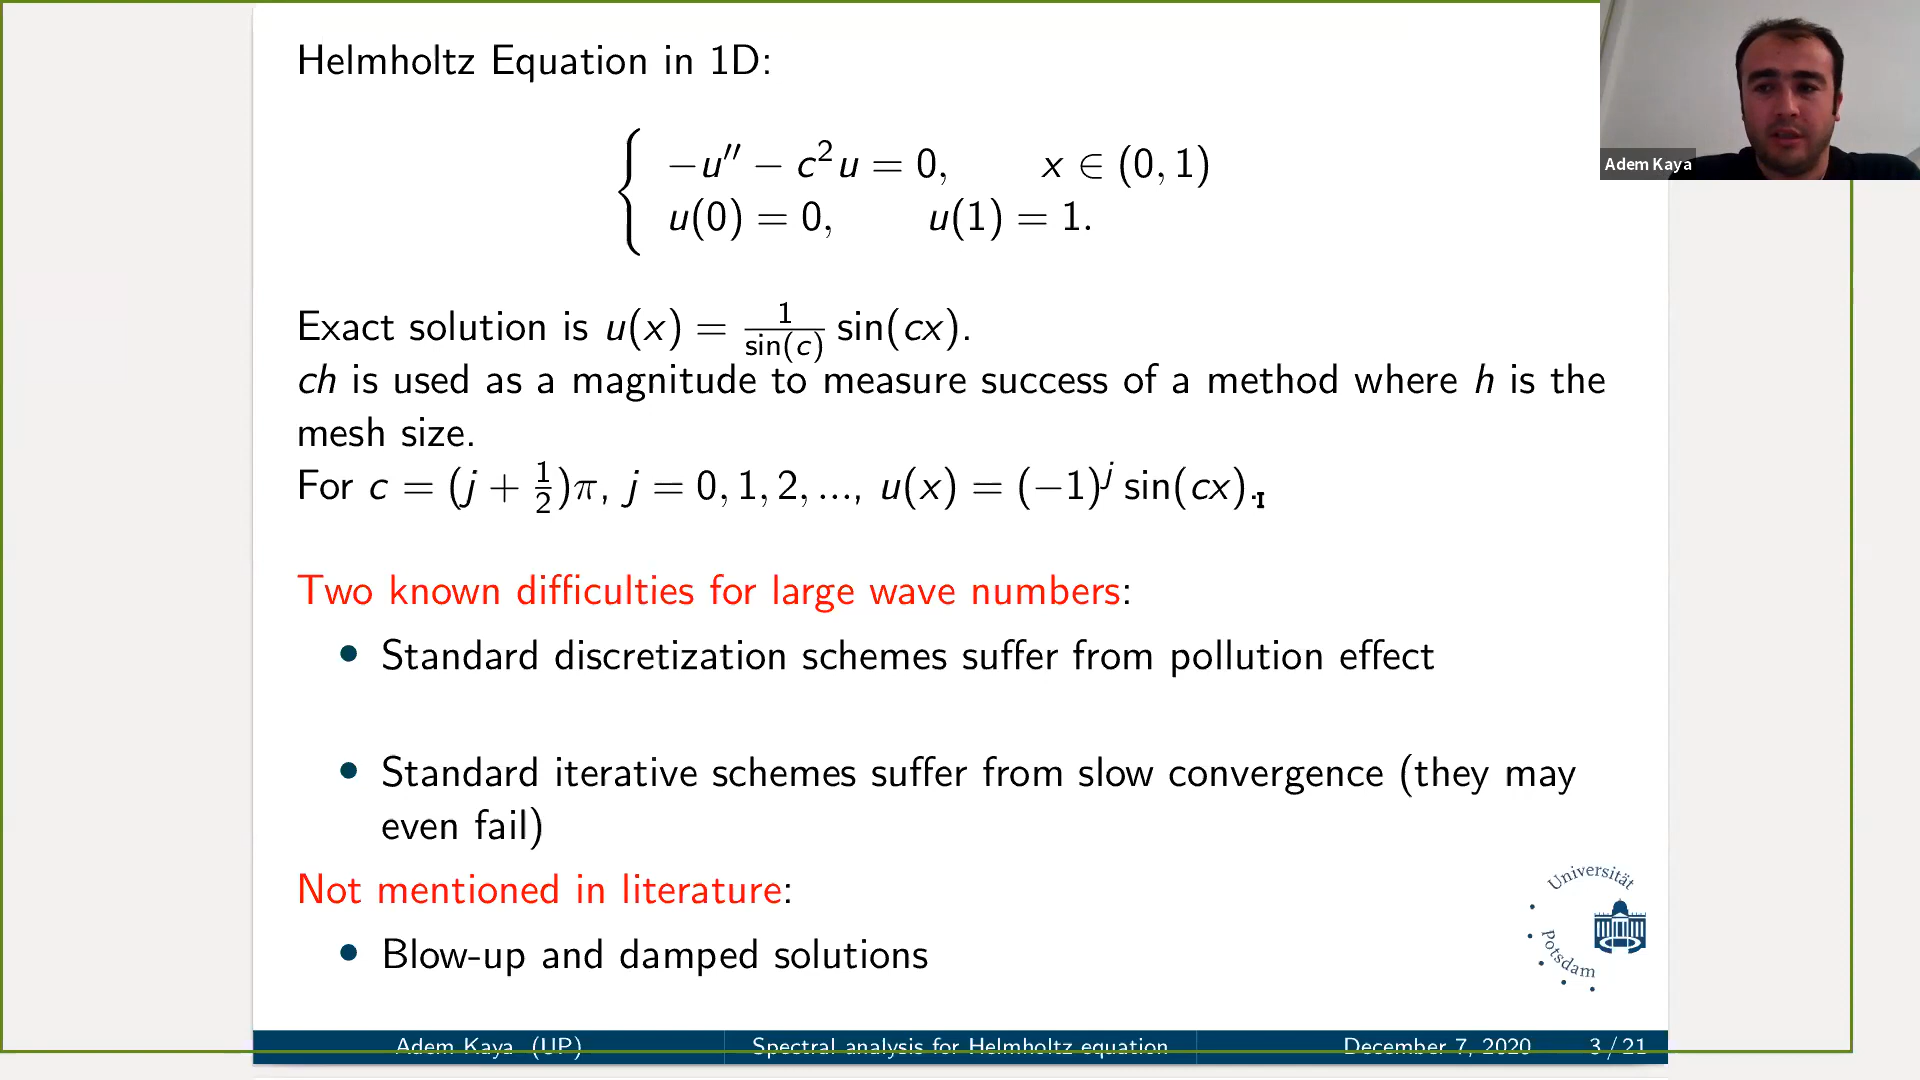 Helmholtz Equation in 1D:
−u′′ − c²u = 0, x ∈ (0, 1)
u(0) = 0, u(1) = 1.
Exact solution is u(x) = 1/sin(c) sin(cx).
ch is used as a magnitude to measure success of a method where h is the
mesh size.
For c = (j + 1/2)π, j = 0, 1, 2, ..., u(x) = (−1)ʲ sin(cx).
Two known difficulties for large wave numbers:
• Standard discretization schemes suffer from pollution effect
• Standard iterative schemes suffer from slow convergence (they may
even fail)
Not mentioned in literature:
• Blow-up and damped solutions
Universität
Potsdam
Adem Kaya (UP) Spectral analysis for Helmholtz equation December 7, 2020 3 / 21
Adem Kaya